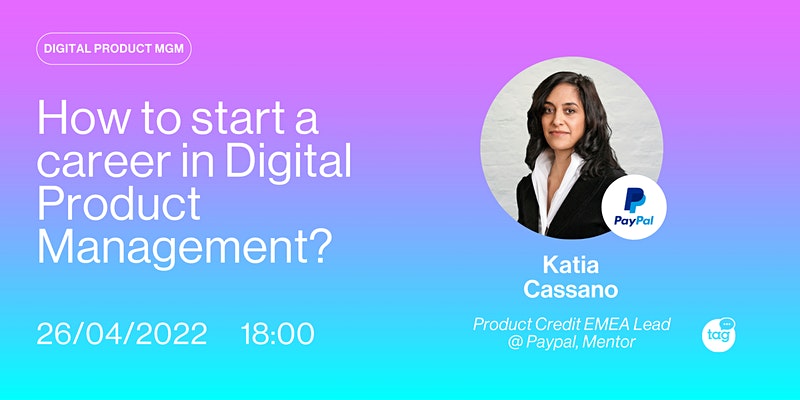 DIGITAL PRODUCT MGM
How to start a
career in Digital
Product
Management?
26/04/2022 18:00
PayPal
Katia
Cassano
Product Credit EMEA Lead
@ Paypal, Mentor
tag